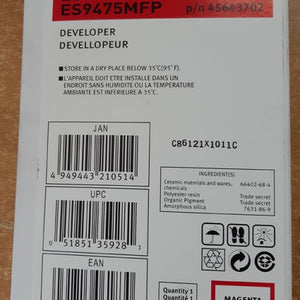 ES9475MFP p/n 45643702
DEVELOPER
DEVELLOPEUR
■ STORE IN A DRY PLACE BELOW 35°C(95°F).
■ L'APPAREIL DOIT ETRE INSTALLE DANS UN
ENDROIT SANS HUMIDITE OU LA TEMPERATURE
AMBIANTE EST INFERIEURE A 35°C.
JAN
4 949443 210514
C86121X1011C
UPC
0 51851 35928 1
INGREDIENT(S)
Ceramic materials and wares, 66402-68-4
chemicals
Polyester resin Trade secret
Organic Pigment Trade secret
Amorphous silica 7631-86-9
EAN
Quantity 1
Quantité 1
MAGENTA